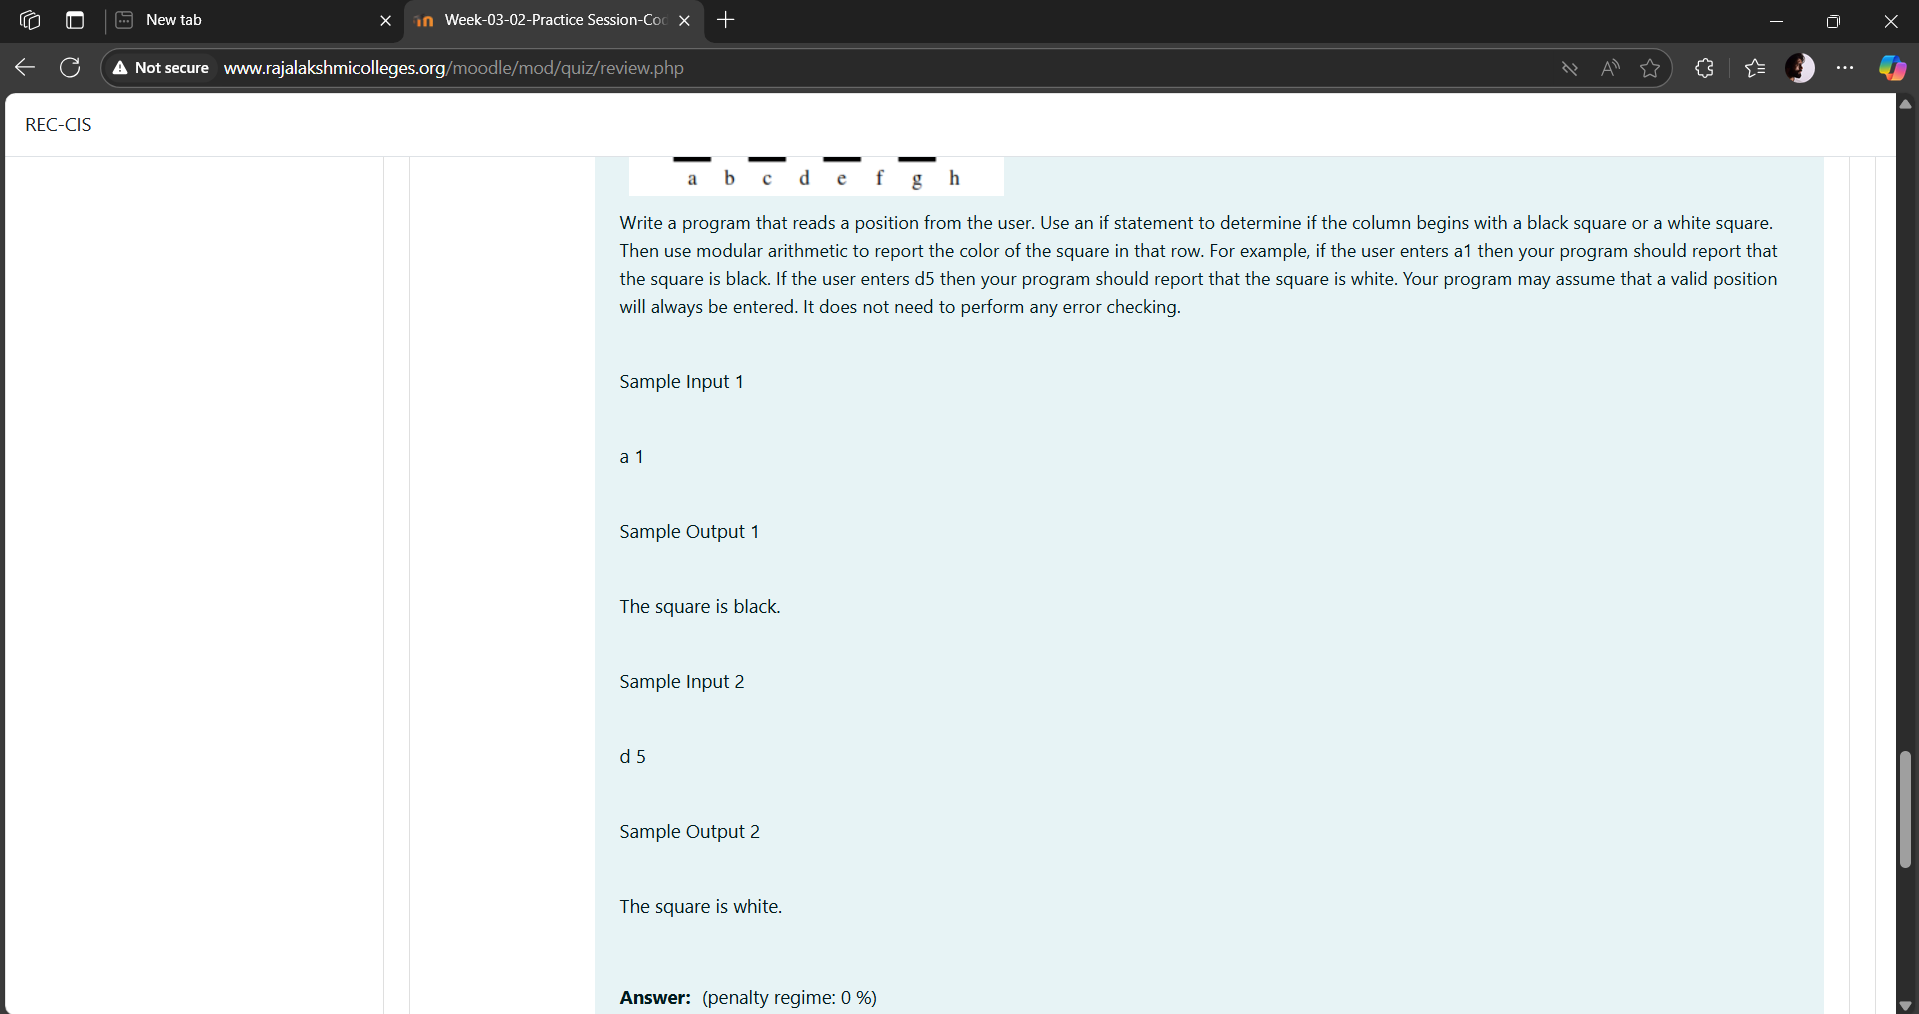 New tab
Week-03-02-Practice Session-Co
Not secure www.rajalakshmicolleges.org/moodle/mod/quiz/review.php
REC-CIS
a b c d e f g h
Write a program that reads a position from the user. Use an if statement to determine if the column begins with a black square or a white square.
Then use modular arithmetic to report the color of the square in that row. For example, if the user enters a1 then your program should report that
the square is black. If the user enters d5 then your program should report that the square is white. Your program may assume that a valid position
will always be entered. It does not need to perform any error checking.
Sample Input 1
a 1
Sample Output 1
The square is black.
Sample Input 2
d 5
Sample Output 2
The square is white.
Answer: (penalty regime: 0 %)